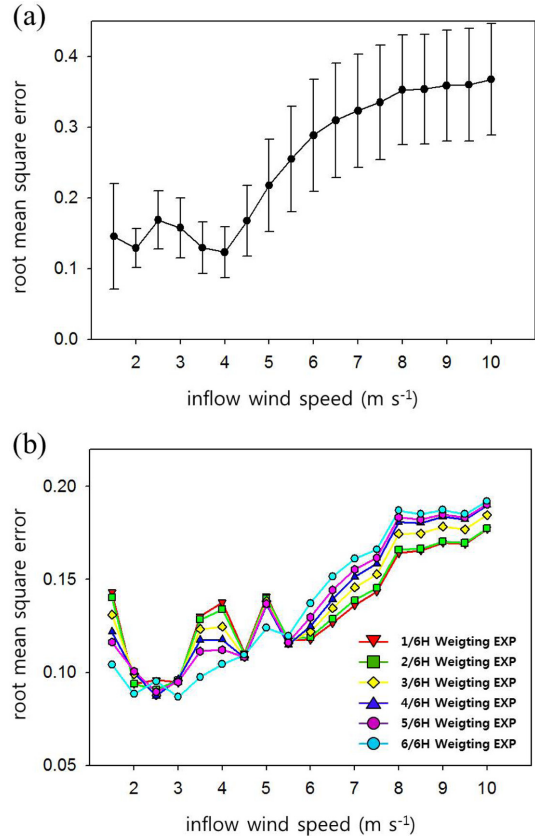 (a)
root mean square error
0.4
0.3
0.2
0.1
0.0
2 3 4 5 6 7 8 9 10
inflow wind speed (m s⁻¹)
(b)
root mean square error
0.20
0.15
0.10
0.05
1/6H Weigting EXP
2/6H Weigting EXP
3/6H Weigting EXP
4/6H Weigting EXP
5/6H Weigting EXP
6/6H Weigting EXP
2 3 4 5 6 7 8 9 10
inflow wind speed (m s⁻¹)